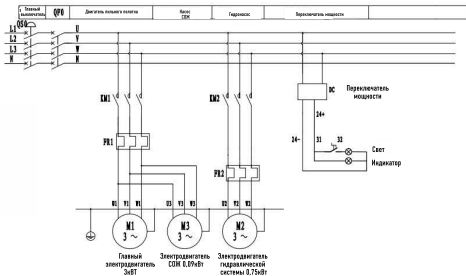 Главный выключатель
QF0
Двигатель пильного полотна
Насос СОЖ
Гидронасос
Переключатель мощности
QS0
L1
L2
L3
N
U
V
W
N
KM1
KM2
DC
Переключатель мощности
24+
24-
31
32
Свет
Индикатор
FR1
FR2
U1
V1
W1
U3
V3
W3
U2
V2
W2
M1
3 ~
M3
3 ~
M2
3 ~
Главный электродвигатель 3кВТ
Электродвигатель СОЖ 0,09кВт
Электродвигатель гидравлической системы 0,75кВт